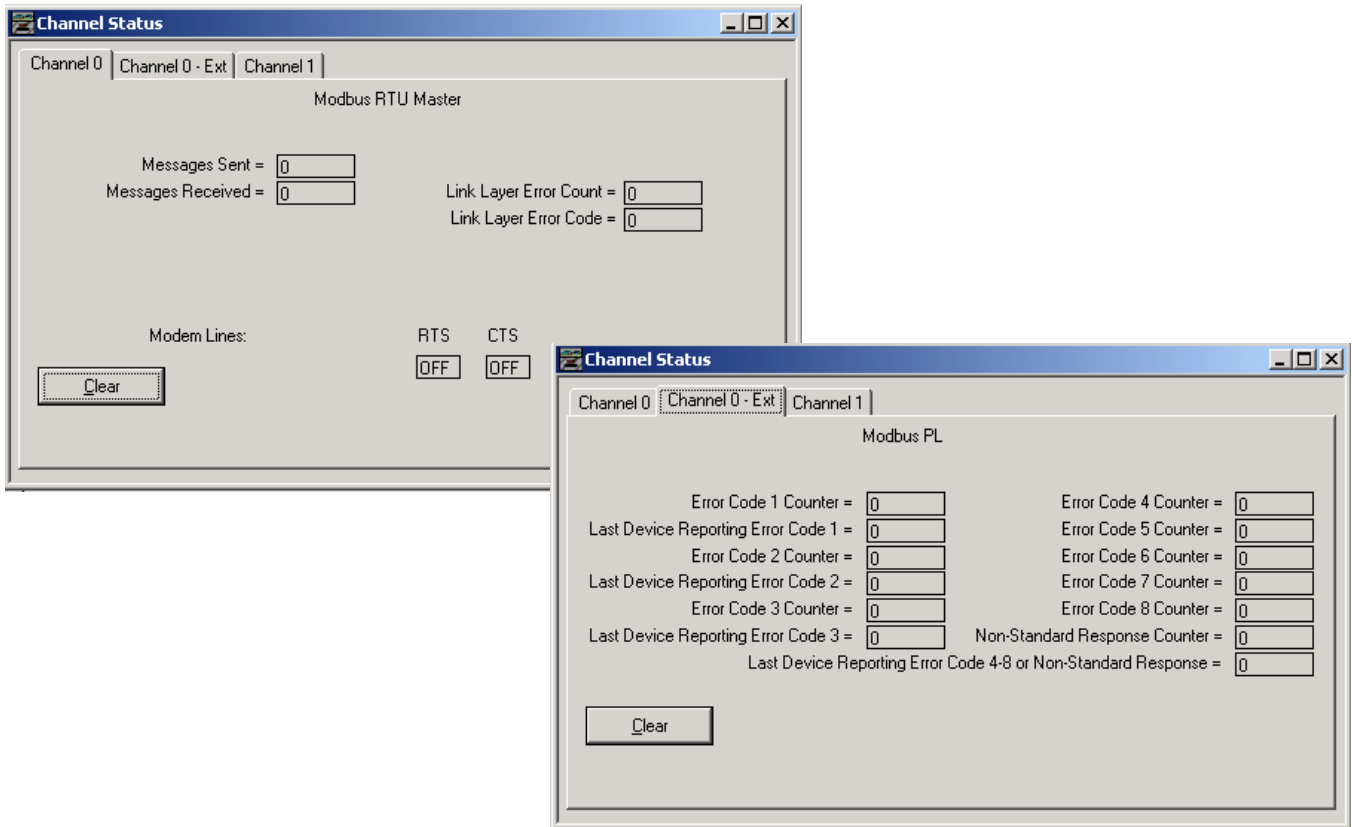 Channel Status
Channel 0 Channel 0 - Ext Channel 1
Modbus RTU Master
Messages Sent = 0
Messages Received = 0 Link Layer Error Count = 0
Link Layer Error Code = 0
Modem Lines: RTS CTS
OFF OFF
Clear
Channel Status
Channel 0 Channel 0 - Ext Channel 1
Modbus PL
Error Code 1 Counter = 0 Error Code 4 Counter = 0
Last Device Reporting Error Code 1 = 0 Error Code 5 Counter = 0
Error Code 2 Counter = 0 Error Code 6 Counter = 0
Last Device Reporting Error Code 2 = 0 Error Code 7 Counter = 0
Error Code 3 Counter = 0 Error Code 8 Counter = 0
Last Device Reporting Error Code 3 = 0 Non-Standard Response Counter = 0
Last Device Reporting Error Code 4-8 or Non-Standard Response = 0
Clear